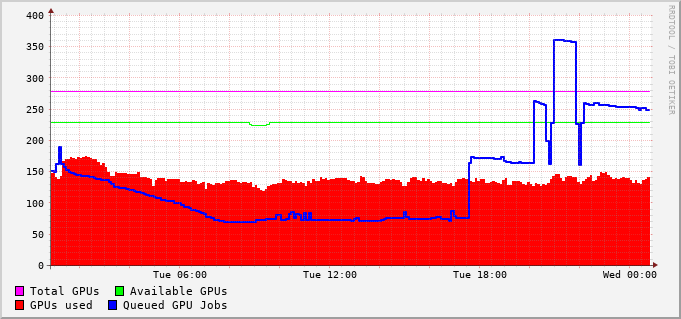 400
350
300
250
200
150
100
50
0
Tue 06:00 Tue 12:00 Tue 18:00 Wed 00:00
Total GPUs Available GPUs
GPUs used Queued GPU Jobs
RRDTOOL / TOBI OETIKER